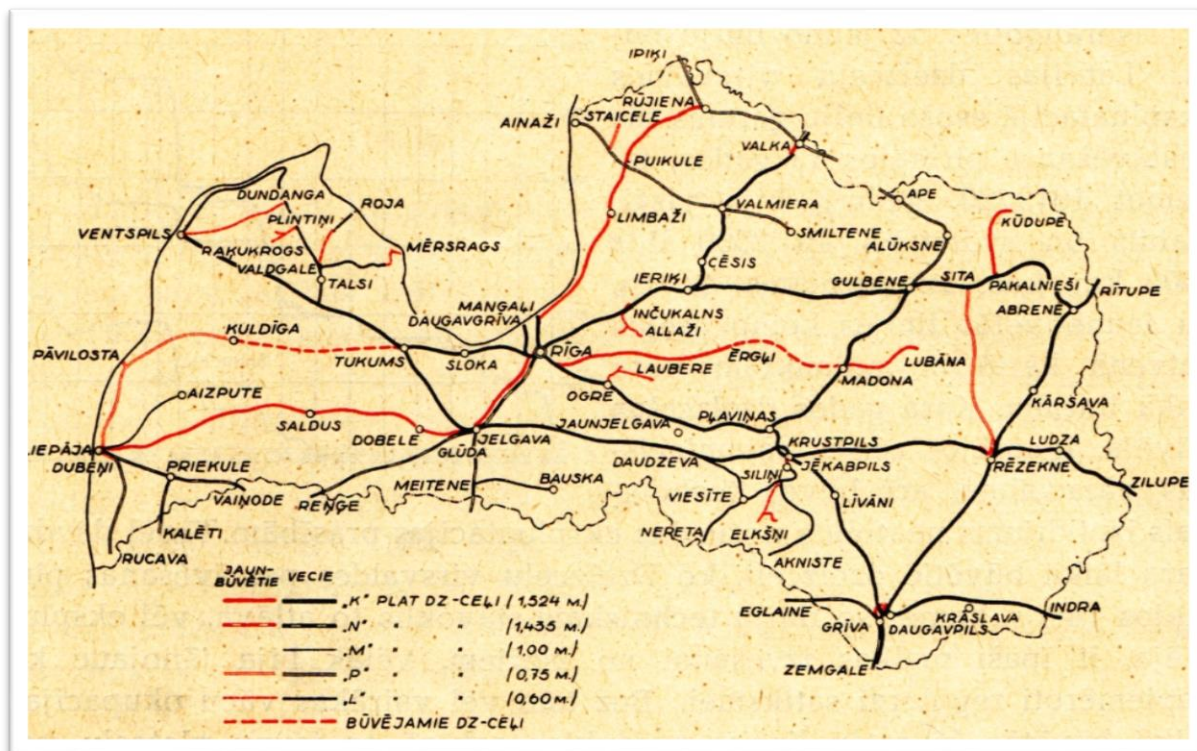 IPIĶI
RŪJIENA
AINAŽI
STAICELE
VALKA
PUIKULE
DUNDANGA
ROJA
PLINTIŅI
APE
VENTSPILS
LIMBAŽI
VALMIERA
KŪDUPE
RAĶUKROGS
MĒRSRAGS
SMILTENE
ALŪKSNE
VALDGALE
TALSI
CĒSIS
IERIĶI
GULBENE
SITA
PAKALNIEŠI
RĪTUPE
MANGAĻI
DAUGAVGRĪVA
INČUKALNS
ALLAŽI
ABRENE
KULDĪGA
PĀVILOSTA
TUKUMS
SLOKA
RĪGA
ĒRGĻI
LUBĀNA
LAUBERE
MADONA
AIZPUTE
OGRE
KĀRSAVA
SALDUS
DOBELE
JAUNJELGAVA
PĻAVIŅAS
LIEPĀJA
GLŪDA
JELGAVA
KRUSTPILS
LUDZA
DUBEŅI
PRIEKULE
DAUDZEVA
SILIŅI
JĒKABPILS
RĒZEKNE
MEITENE
BAUSKA
ZILUPE
VAIŅODE
RENĢE
VIESĪTE
LĪVĀNI
KALĒTI
NERETA
ELKŠŅI
RUCAVA
AKNISTE
JAUN-
BŪVĒTIE VECIE
„K" PLAT DZ-CEĻI (1,524 M.)
EGLAINE
KRĀSLAVA
INDRA
GRĪVA
DAUGAVPILS
„N" " " (1,435 M.)
„M" " " (1,00 M.)
ZEMGALE
„P" " " (0,75 M.)
„L" " " (0,60 M.)
BŪVĒJAMIE DZ-CEĻI